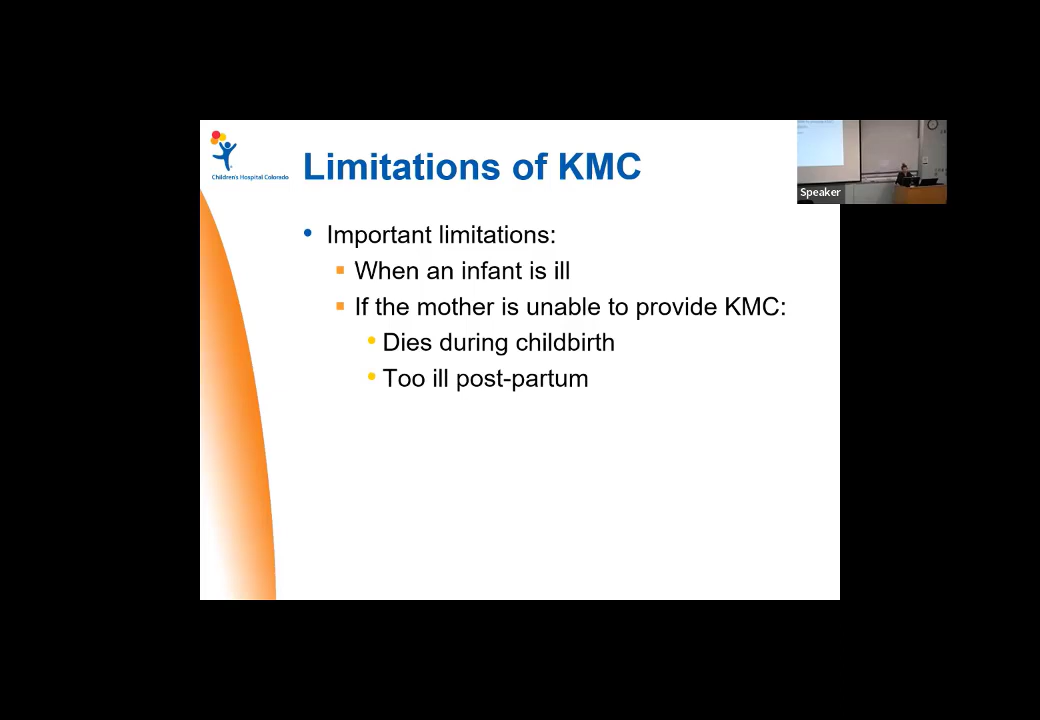 Children's Hospital Colorado
Limitations of KMC
Speaker
• Important limitations:
▪ When an infant is ill
▪ If the mother is unable to provide KMC:
• Dies during childbirth
• Too ill post-partum